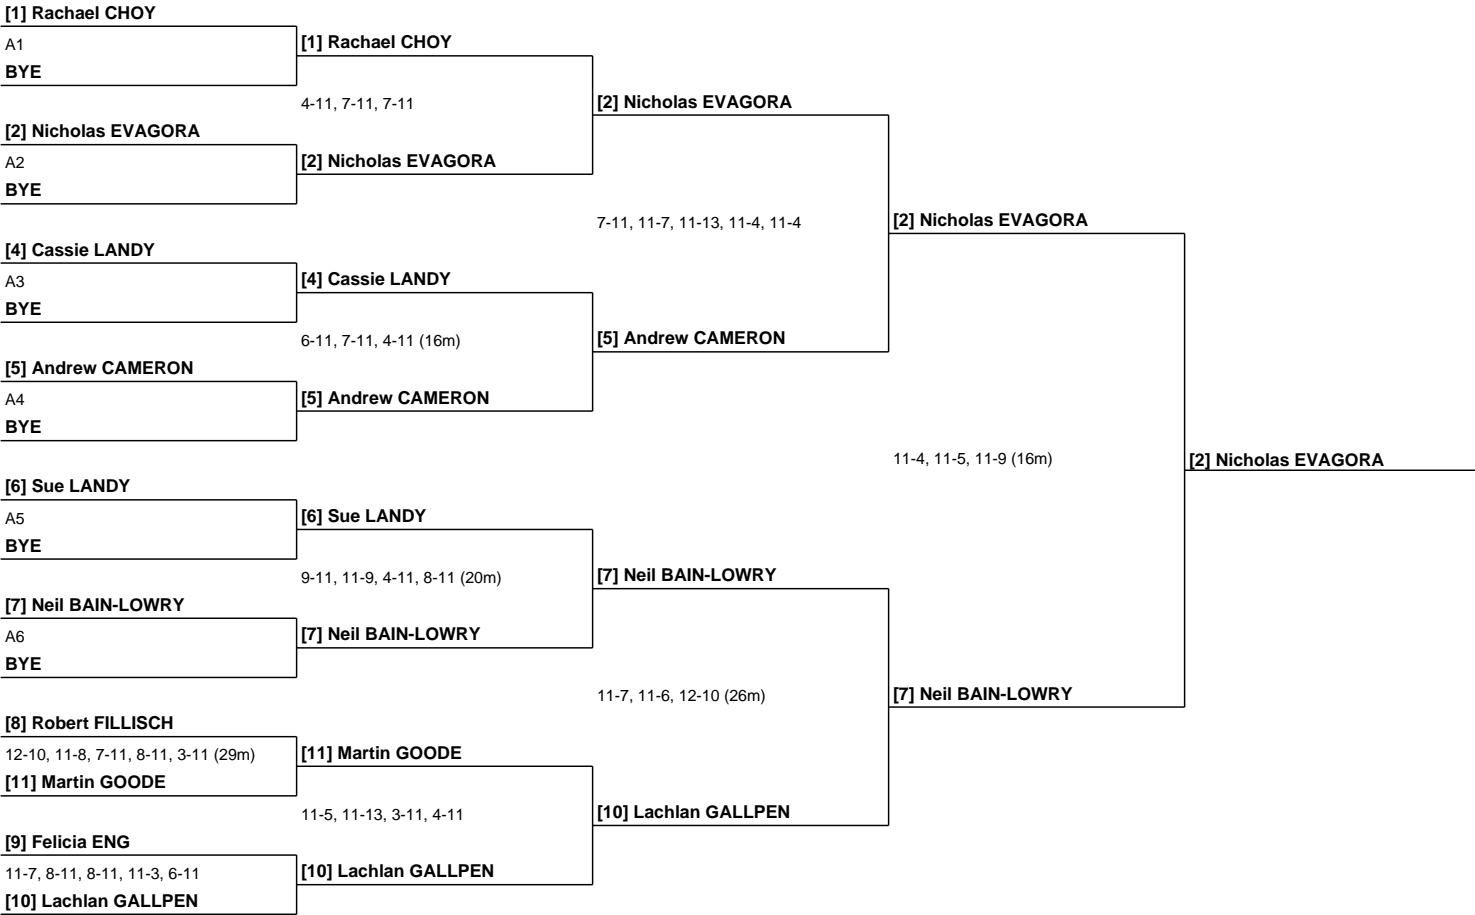 [1] Rachael CHOY
A1
BYE
[2] Nicholas EVAGORA
A2
BYE
[4] Cassie LANDY
A3
BYE
[5] Andrew CAMERON
A4
BYE
[6] Sue LANDY
A5
BYE
[7] Neil BAIN-LOWRY
A6
BYE
[8] Robert FILLISCH
12-10, 11-8, 7-11, 8-11, 3-11 (29m)
[11] Martin GOODE
[9] Felicia ENG
11-7, 8-11, 8-11, 11-3, 6-11
[10] Lachlan GALLPEN
[1] Rachael CHOY
4-11, 7-11, 7-11
[2] Nicholas EVAGORA
[4] Cassie LANDY
6-11, 7-11, 4-11 (16m)
[5] Andrew CAMERON
[6] Sue LANDY
9-11, 11-9, 4-11, 8-11 (20m)
[7] Neil BAIN-LOWRY
[11] Martin GOODE
11-5, 11-13, 3-11, 4-11
[10] Lachlan GALLPEN
[2] Nicholas EVAGORA
7-11, 11-7, 11-13, 11-4, 11-4
[5] Andrew CAMERON
[7] Neil BAIN-LOWRY
11-7, 11-6, 12-10 (26m)
[10] Lachlan GALLPEN
[2] Nicholas EVAGORA
11-4, 11-5, 11-9 (16m)
[7] Neil BAIN-LOWRY
[2] Nicholas EVAGORA